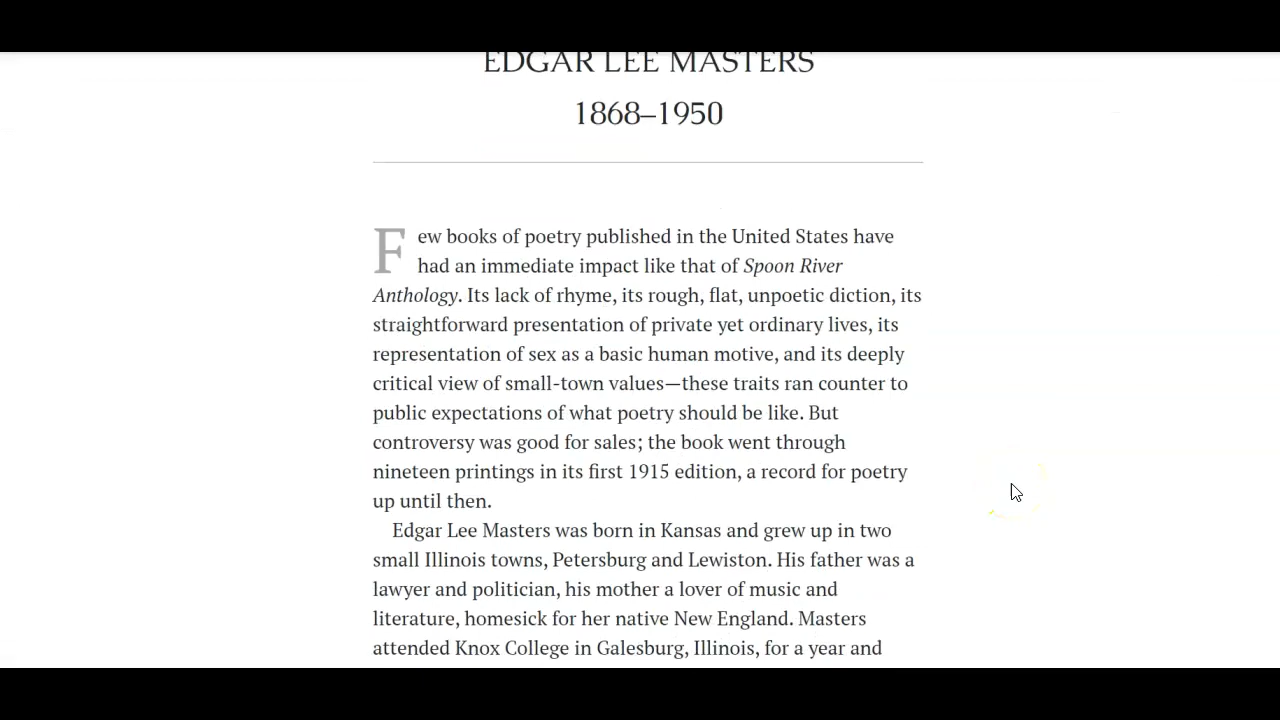 EDGAR LEE MASTERS
1868–1950
Few books of poetry published in the United States have
had an immediate impact like that of Spoon River
Anthology. Its lack of rhyme, its rough, flat, unpoetic diction, its
straightforward presentation of private yet ordinary lives, its
representation of sex as a basic human motive, and its deeply
critical view of small-town values—these traits ran counter to
public expectations of what poetry should be like. But
controversy was good for sales; the book went through
nineteen printings in its first 1915 edition, a record for poetry
up until then.
Edgar Lee Masters was born in Kansas and grew up in two
small Illinois towns, Petersburg and Lewiston. His father was a
lawyer and politician, his mother a lover of music and
literature, homesick for her native New England. Masters
attended Knox College in Galesburg, Illinois, for a year and